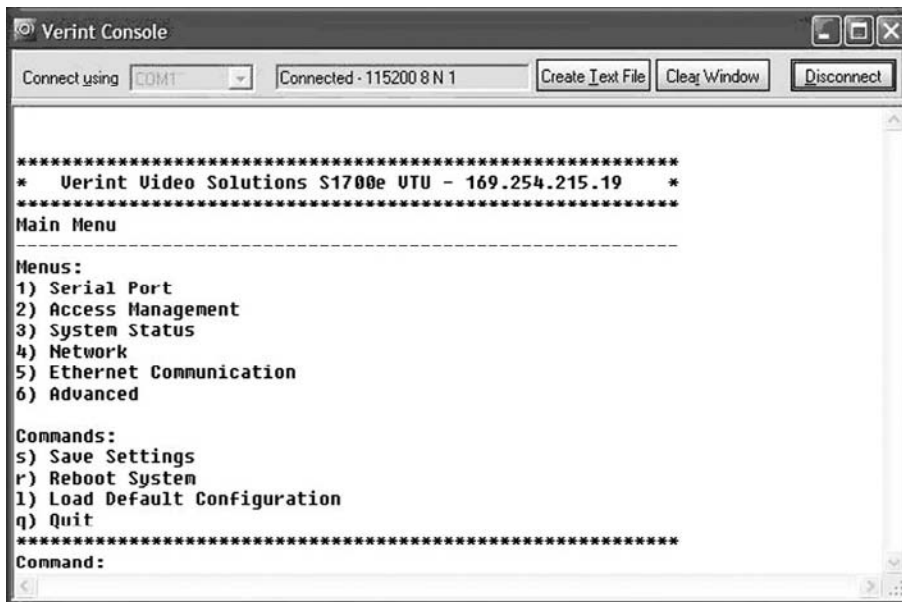 Verint Console
Connect using COM1 Connected - 115200 8 N 1 Create Text File Clear Window Disconnect
************************************************************
* Verint Video Solutions S1700e VTU - 169.254.215.19 *
************************************************************
Main Menu
------------------------------------------------------------
Menus:
1) Serial Port
2) Access Management
3) System Status
4) Network
5) Ethernet Communication
6) Advanced
Commands:
s) Save Settings
r) Reboot System
l) Load Default Configuration
q) Quit
************************************************************
Command: